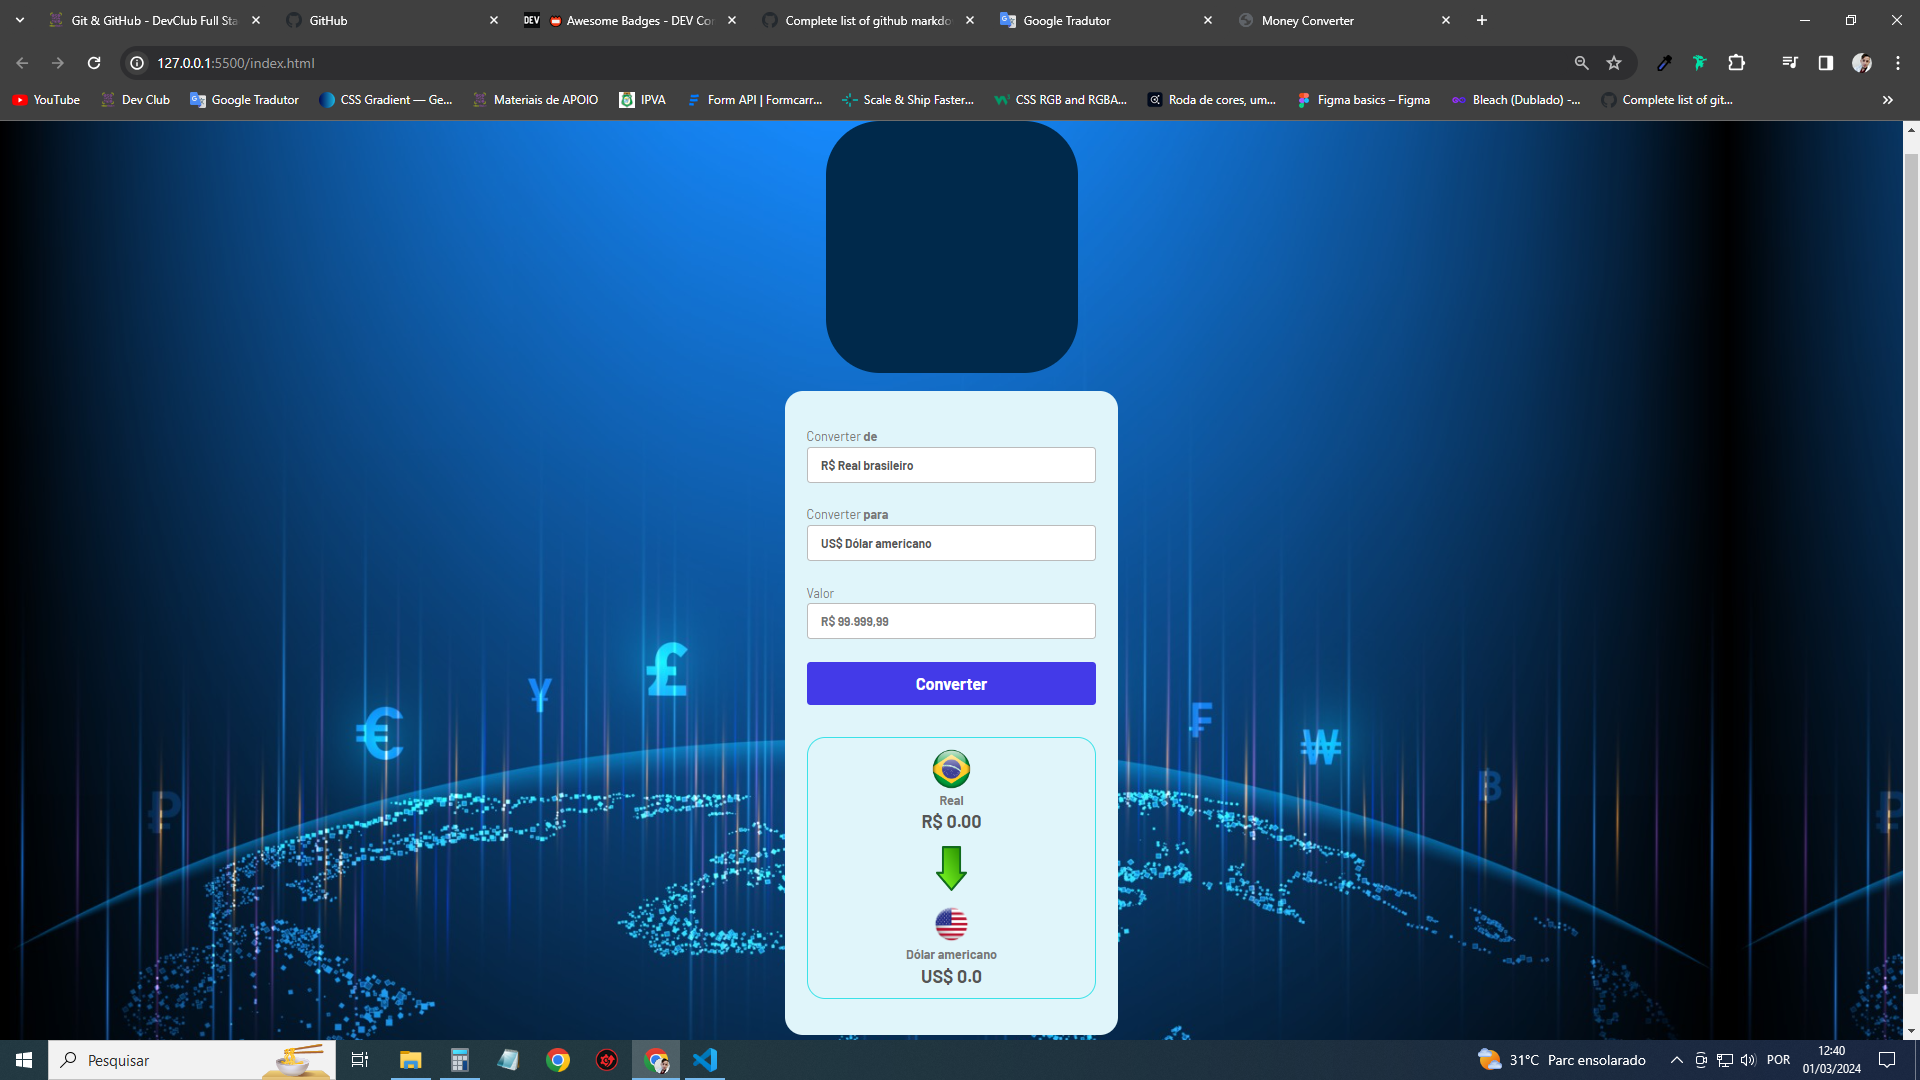 Git & GitHub - DevClub Full Sta
GitHub
DEV
Awesome Badges - DEV Co
Complete list of github markdo
Google Tradutor
Money Converter
127.0.0.1:5500/index.html
YouTube
Dev Club
Google Tradutor
CSS Gradient — Ge...
Materiais de APOIO
IPVA
Form API | Formcarr...
Scale & Ship Faster...
CSS RGB and RGBA...
Roda de cores, um...
Figma basics – Figma
Bleach (Dublado) -...
Complete list of git...
Converter de
R$ Real brasileiro
Converter para
US$ Dólar americano
Valor
R$ 99.999,99
Converter
Real
R$ 0.00
Dólar americano
US$ 0.0
Pesquisar
31°C Parc ensolarado
POR
12:40
01/03/2024